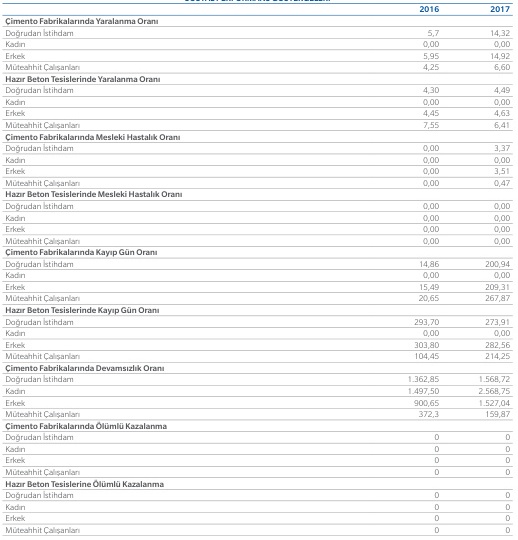 2016 2017
Çimento Fabrikalarında Yaralanma Oranı
Doğrudan İstihdam 5,7 14,32
Kadın 0,00 0,00
Erkek 5,95 14,92
Müteahhit Çalışanları 4,25 6,60
Hazır Beton Tesislerinde Yaralanma Oranı
Doğrudan İstihdam 4,30 4,49
Kadın 0,00 0,00
Erkek 4,45 4,63
Müteahhit Çalışanları 7,55 6,41
Çimento Fabrikalarında Mesleki Hastalık Oranı
Doğrudan İstihdam 0,00 3,37
Kadın 0,00 0,00
Erkek 0,00 3,51
Müteahhit Çalışanları 0,00 0,47
Hazır Beton Tesislerinde Mesleki Hastalık Oranı
Doğrudan İstihdam 0,00 0,00
Kadın 0,00 0,00
Erkek 0,00 0,00
Müteahhit Çalışanları 0,00 0,00
Çimento Fabrikalarında Kayıp Gün Oranı
Doğrudan İstihdam 14,86 200,94
Kadın 0,00 0,00
Erkek 15,49 209,31
Müteahhit Çalışanları 20,65 267,87
Hazır Beton Tesislerinde Kayıp Gün Oranı
Doğrudan İstihdam 293,70 273,91
Kadın 0,00 0,00
Erkek 303,80 282,56
Müteahhit Çalışanları 104,45 214,25
Çimento Fabrikalarında Devamsızlık Oranı
Doğrudan İstihdam 1.362,85 1.568,72
Kadın 1.497,50 2.568,75
Erkek 900,65 1.527,04
Müteahhit Çalışanları 372,3 159,87
Çimento Fabrikalarında Ölümlü Kazalanma
Doğrudan İstihdam 0 0
Kadın 0 0
Erkek 0 0
Müteahhit Çalışanları 0 0
Hazır Beton Tesislerine Ölümlü Kazalanma
Doğrudan İstihdam 0 0
Kadın 0 0
Erkek 0 0
Müteahhit Çalışanları 0 0